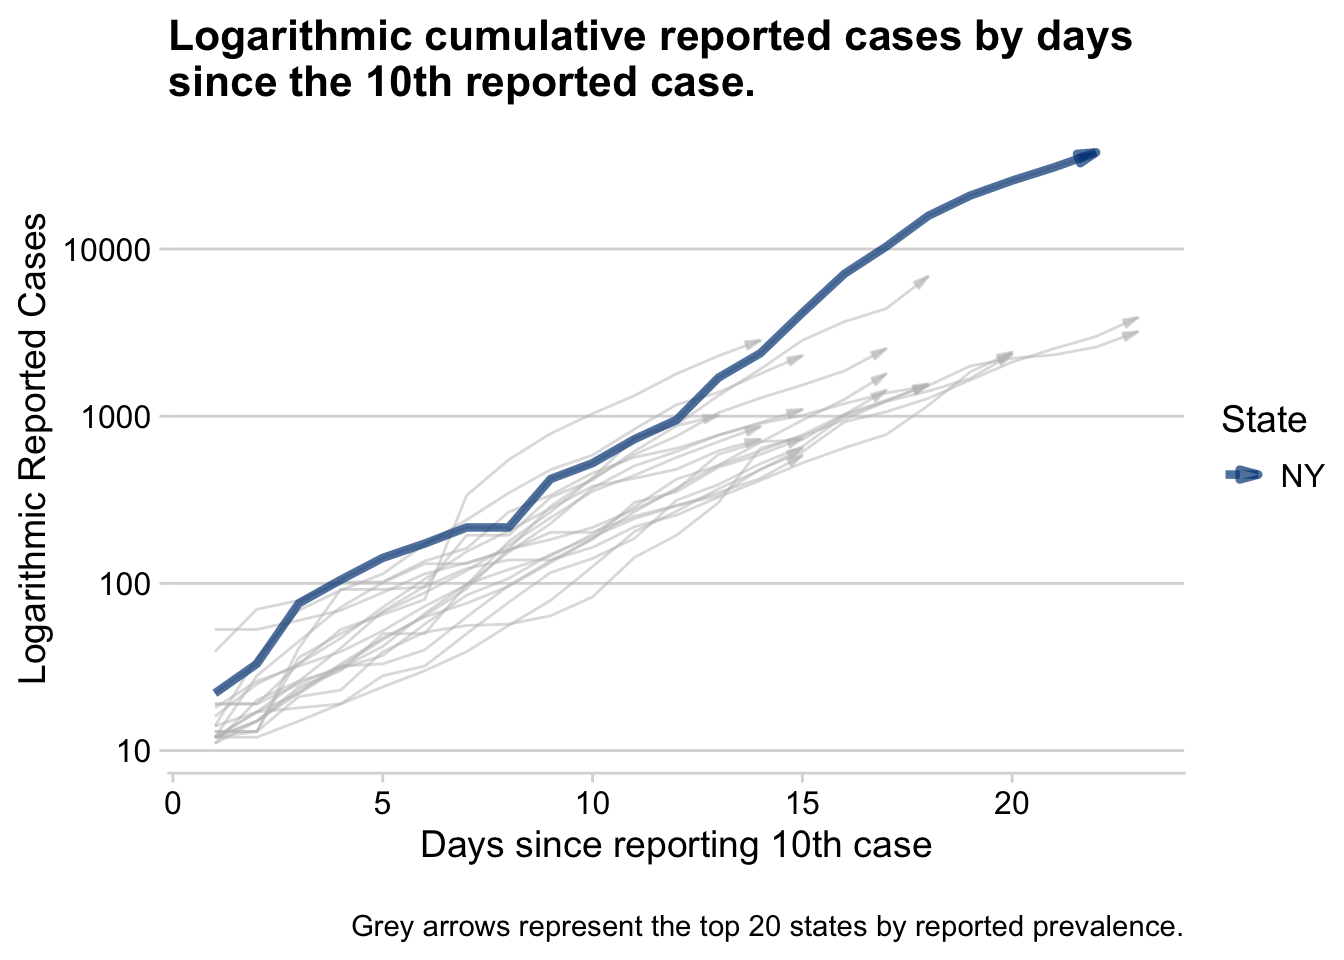 Logarithmic cumulative reported cases by days
since the 10th reported case.
Logarithmic Reported Cases
10000
1000
100
10
0
5
10
15
20
Days since reporting 10th case
State
NY
Grey arrows represent the top 20 states by reported prevalence.